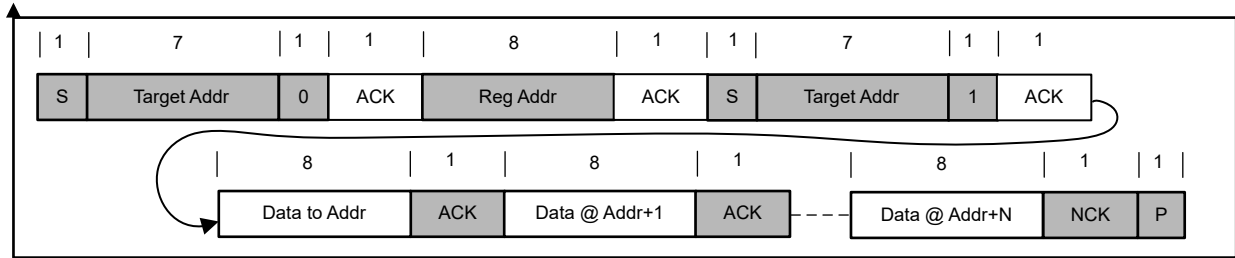 1 7 1 1 8 1 1 7 1 1
S Target Addr 0 ACK Reg Addr ACK S Target Addr 1 ACK
8 1 8 1 8 1 1
Data to Addr ACK Data @ Addr+1 ACK Data @ Addr+N NCK P